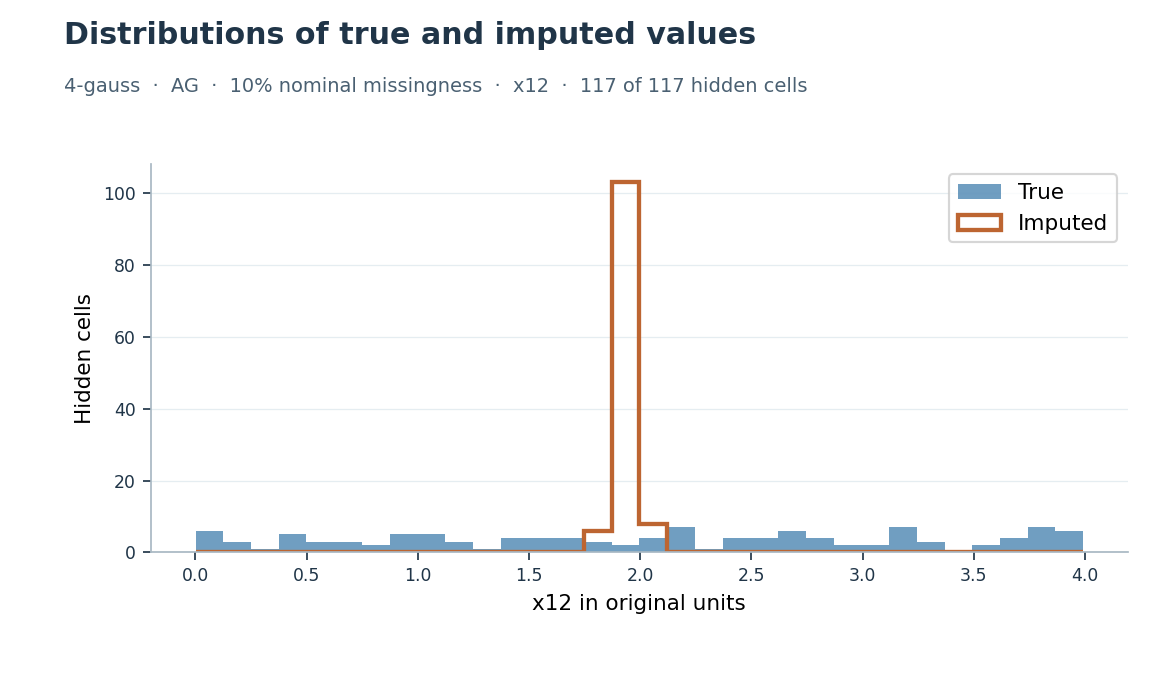 Distributions of true and imputed values
4-gauss · AG · 10% nominal missingness · x12 · 117 of 117 hidden cells
True
Imputed
Hidden cells
100
80
60
40
20
0
0.0 0.5 1.0 1.5 2.0 2.5 3.0 3.5 4.0
x12 in original units